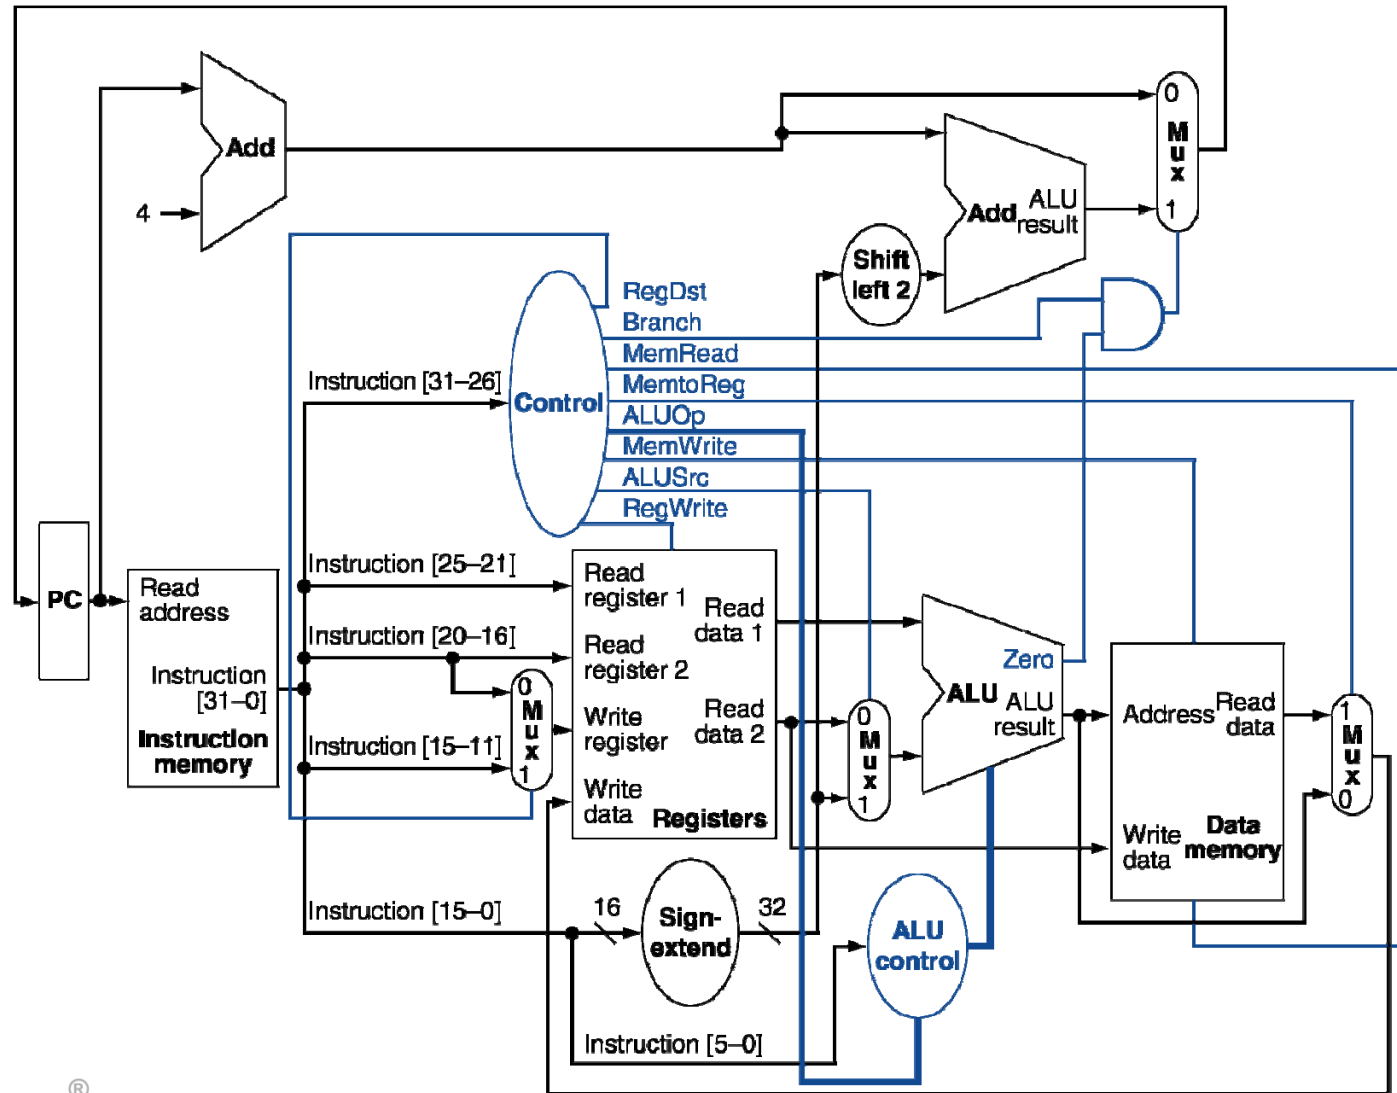 0
M
u
x
1
Add
4
Add
ALU
result
Shift
left 2
RegDst
Branch
MemRead
MemtoReg
ALUOp
MemWrite
ALUSrc
RegWrite
Instruction [31–26]
Control
PC
Read
address
Instruction
[31–0]
Instruction
memory
Instruction [25–21]
Instruction [20–16]
Instruction [15–11]
0
M
u
x
1
Read
register 1
Read
register 2
Write
register
Write
data
Read
data 1
Read
data 2
Registers
0
M
u
x
1
Zero
ALU
ALU
result
Address
Read
data
Write
data
Data
memory
1
M
u
x
0
Instruction [15–0]
16
Sign-
extend
32
ALU
control
Instruction [5–0]
®